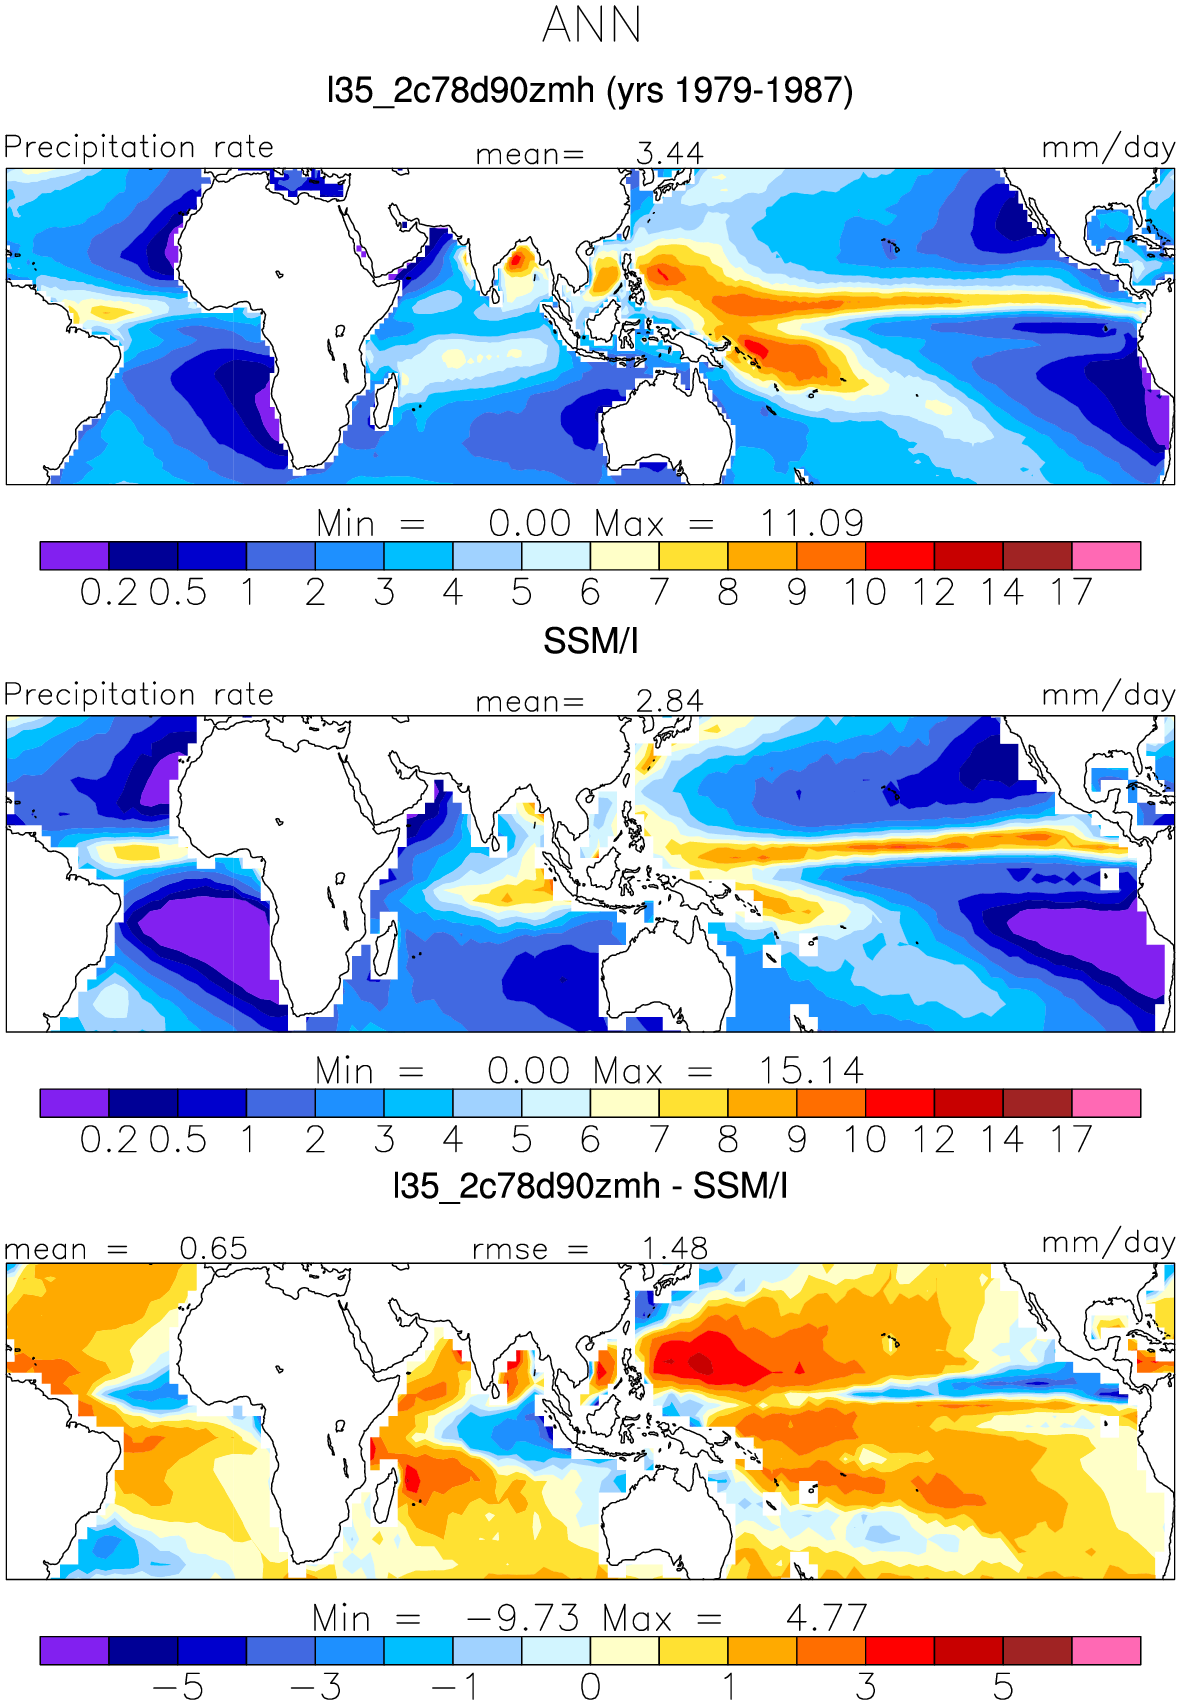 ANN
l35_2c78d90zmh (yrs 1979-1987)
Precipitation rate mean= 3.44 mm/day
Min = 0.00 Max = 11.09
0.2 0.5 1 2 3 4 5 6 7 8 9 10 12 14 17
SSM/I
Precipitation rate mean= 2.84 mm/day
Min = 0.00 Max = 15.14
0.2 0.5 1 2 3 4 5 6 7 8 9 10 12 14 17
l35_2c78d90zmh - SSM/I
mean = 0.65 rmse = 1.48 mm/day
Min = −9.73 Max = 4.77
−5 −3 −1 0 1 3 5